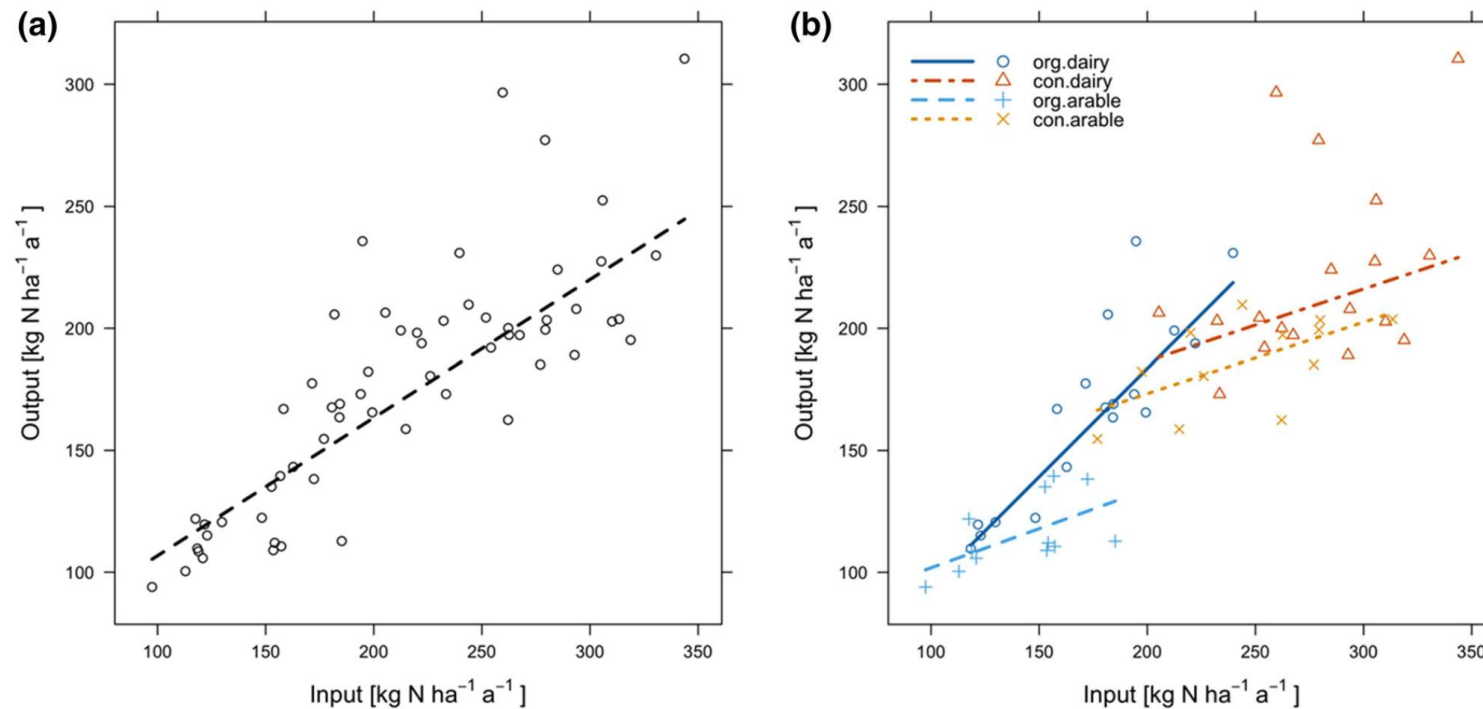 (a)
300
250
200
150
100
Output [kg N ha⁻¹ a⁻¹ ]
100 150 200 250 300 350
Input [kg N ha⁻¹ a⁻¹ ]
(b)
org.dairy
con.dairy
org.arable
con.arable
300
250
200
150
100
Output [kg N ha⁻¹ a⁻¹ ]
100 150 200 250 300 350
Input [kg N ha⁻¹ a⁻¹ ]